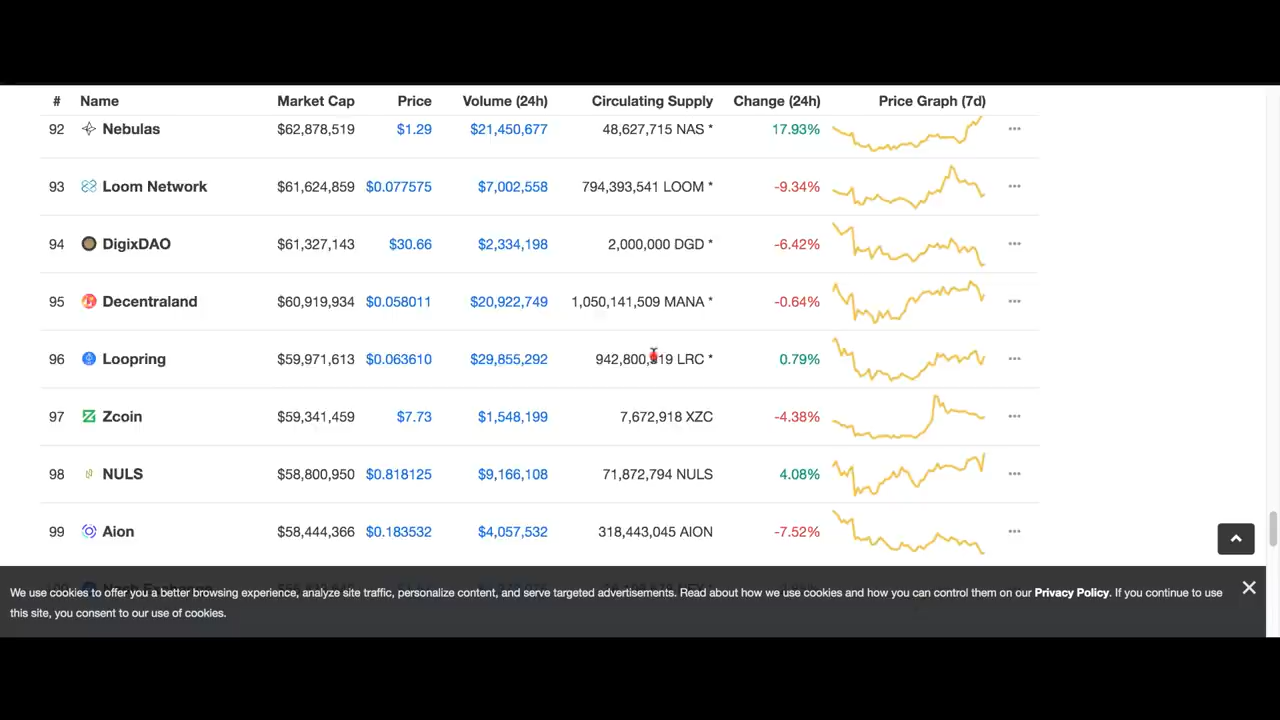 # Name Market Cap Price Volume (24h) Circulating Supply Change (24h) Price Graph (7d)
92 Nebulas $62,878,519 $1.29 $21,450,677 48,627,715 NAS * 17.93%
93 Loom Network $61,624,859 $0.077575 $7,002,558 794,393,541 LOOM * -9.34%
94 DigixDAO $61,327,143 $30.66 $2,334,198 2,000,000 DGD * -6.42%
95 Decentraland $60,919,934 $0.058011 $20,922,749 1,050,141,509 MANA * -0.64%
96 Loopring $59,971,613 $0.063610 $29,855,292 LRC * 0.79%
97 Zcoin $59,341,459 $7.73 $1,548,199 7,672,918 XZC -4.38%
98 NULS $58,800,950 $0.818125 $9,166,108 71,872,794 NULS 4.08%
99 Aion $58,444,366 $0.183532 $4,057,532 318,443,045 AION -7.52%
We use cookies to offer you a better browsing experience, analyze site traffic, personalize content, and serve targeted advertisements. Read about how we use cookies and how you can control them on our Privacy Policy. If you continue to use
this site, you consent to our use of cookies.